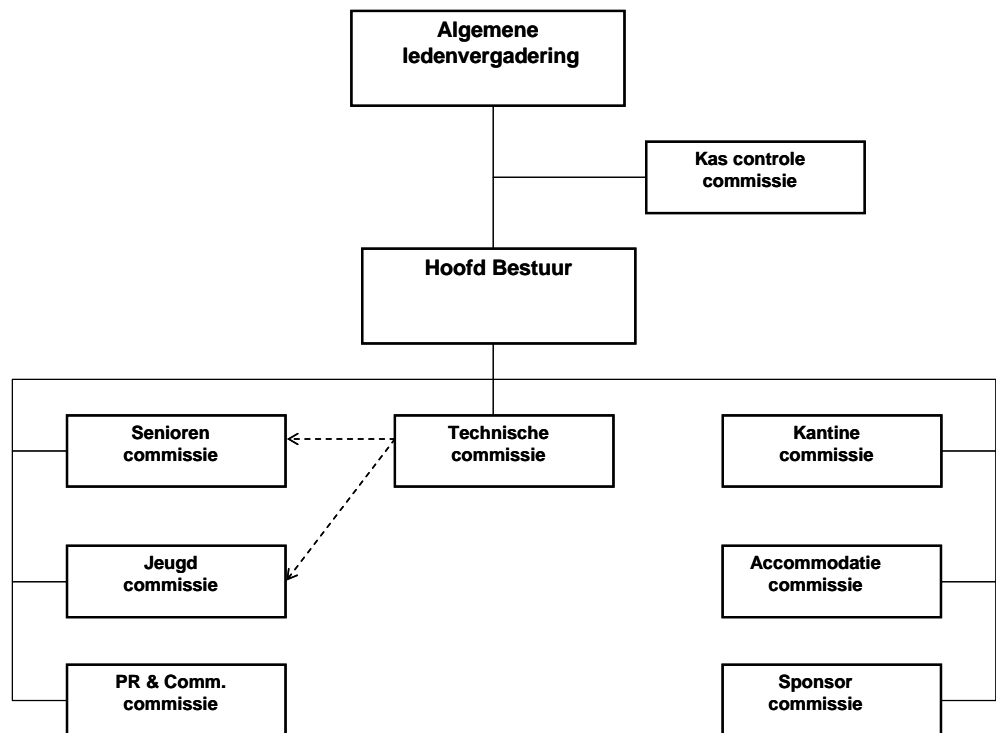 Algemene
ledenvergadering
Kas controle
commissie
Hoofd Bestuur
Senioren
commissie
Technische
commissie
Kantine
commissie
Jeugd
commissie
Accommodatie
commissie
PR & Comm.
commissie
Sponsor
commissie